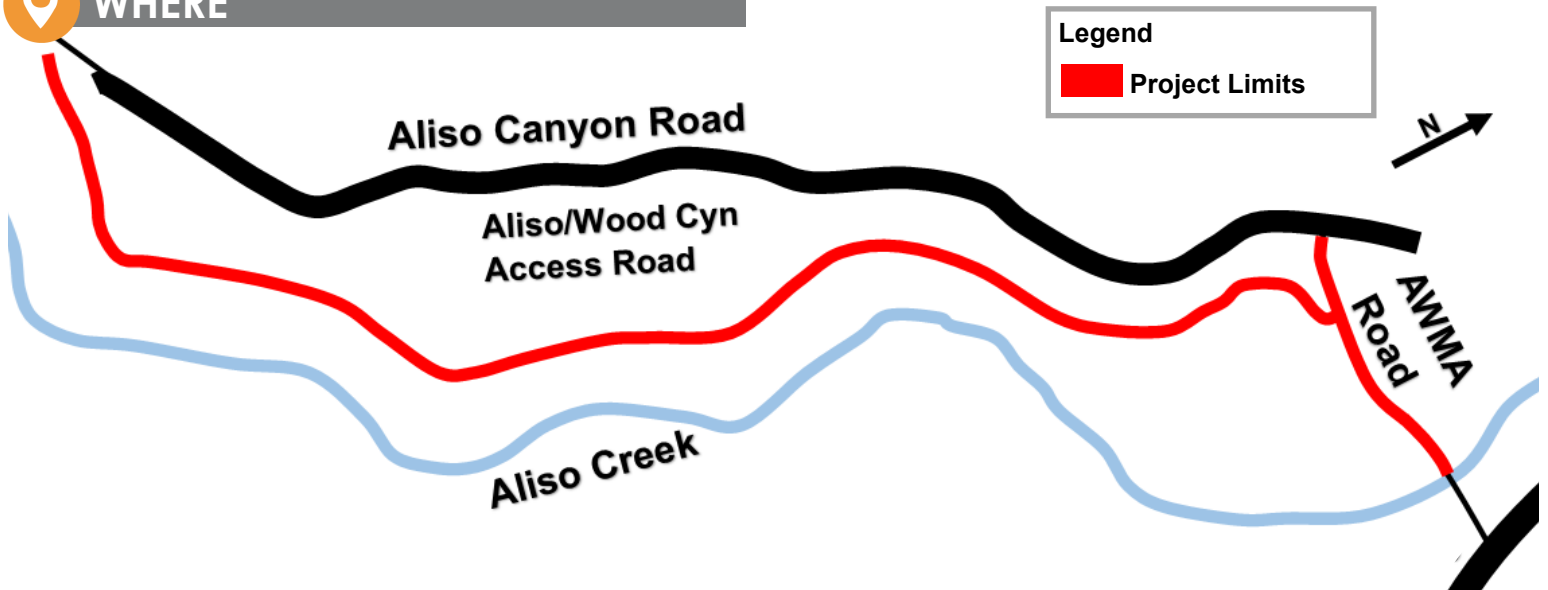 WHERE
Legend
Project Limits
Aliso Canyon Road
N
Aliso/Wood Cyn
Access Road
AWMA
Road
Aliso Creek